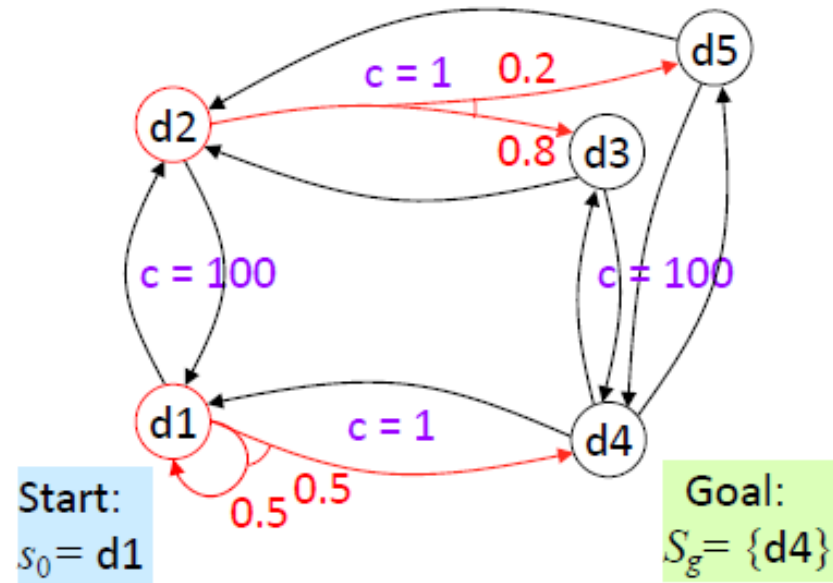 d5
c = 1
0.2
d2
0.8
d3
c = 100
c = 100
d1
c = 1
d4
0.5
0.5
Start:
s₀ = d1
Goal:
S_g = {d4}